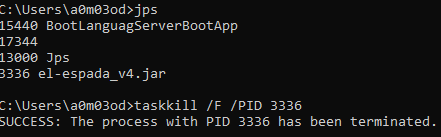 C:\Users\a0m03od>jps
15440 BootLanguagServerBootApp
17344
13000 Jps
3336 el-espada_v4.jar
C:\Users\a0m03od>taskkill /F /PID 3336
SUCCESS: The process with PID 3336 has been terminated.